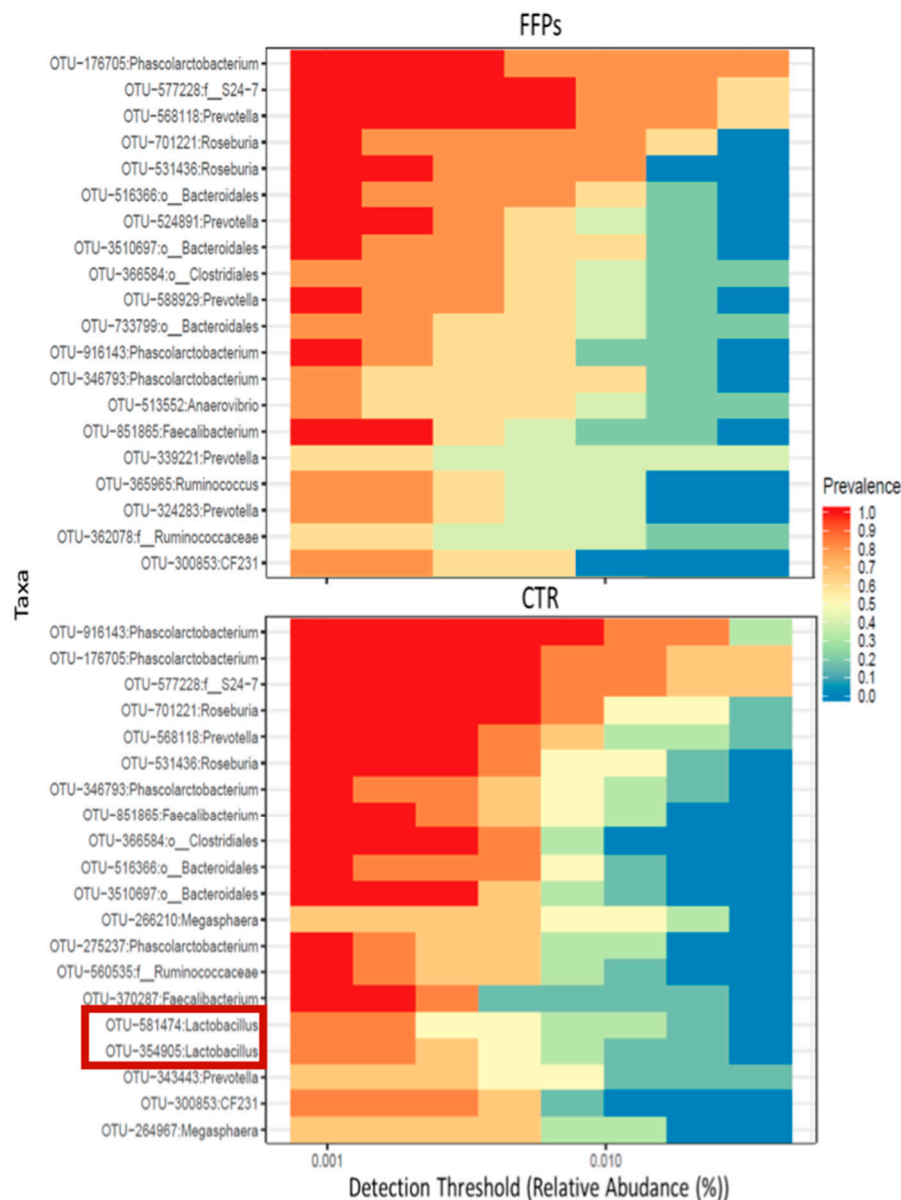 FFPs
OTU-176705:Phascolarctobacterium
OTU-577228:f__S24-7
OTU-568118:Prevotella
OTU-701221:Roseburia
OTU-531436:Roseburia
OTU-516366:o__Bacteroidales
OTU-524891:Prevotella
OTU-3510697:o__Bacteroidales
OTU-366584:o__Clostridiales
OTU-588929:Prevotella
OTU-733799:o__Bacteroidales
OTU-916143:Phascolarctobacterium
OTU-346793:Phascolarctobacterium
OTU-513552:Anaerovibrio
OTU-851865:Faecalibacterium
OTU-339221:Prevotella
OTU-365965:Ruminococcus
OTU-324283:Prevotella
OTU-362078:f__Ruminococcaceae
OTU-300853:CF231
Prevalence
1.0
0.9
0.8
0.7
0.6
0.5
0.4
0.3
0.2
0.1
0.0
Taxa
CTR
OTU-916143:Phascolarctobacterium
OTU-176705:Phascolarctobacterium
OTU-577228:f__S24-7
OTU-701221:Roseburia
OTU-568118:Prevotella
OTU-531436:Roseburia
OTU-346793:Phascolarctobacterium
OTU-851865:Faecalibacterium
OTU-366584:o__Clostridiales
OTU-516366:o__Bacteroidales
OTU-3510697:o__Bacteroidales
OTU-266210:Megasphaera
OTU-275237:Phascolarctobacterium
OTU-560535:f__Ruminococcaceae
OTU-370287:Faecalibacterium
OTU-581474:Lactobacillus
OTU-354905:Lactobacillus
OTU-343443:Prevotella
OTU-300853:CF231
OTU-264967:Megasphaera
0.001 0.010
Detection Threshold (Relative Abudance (%))